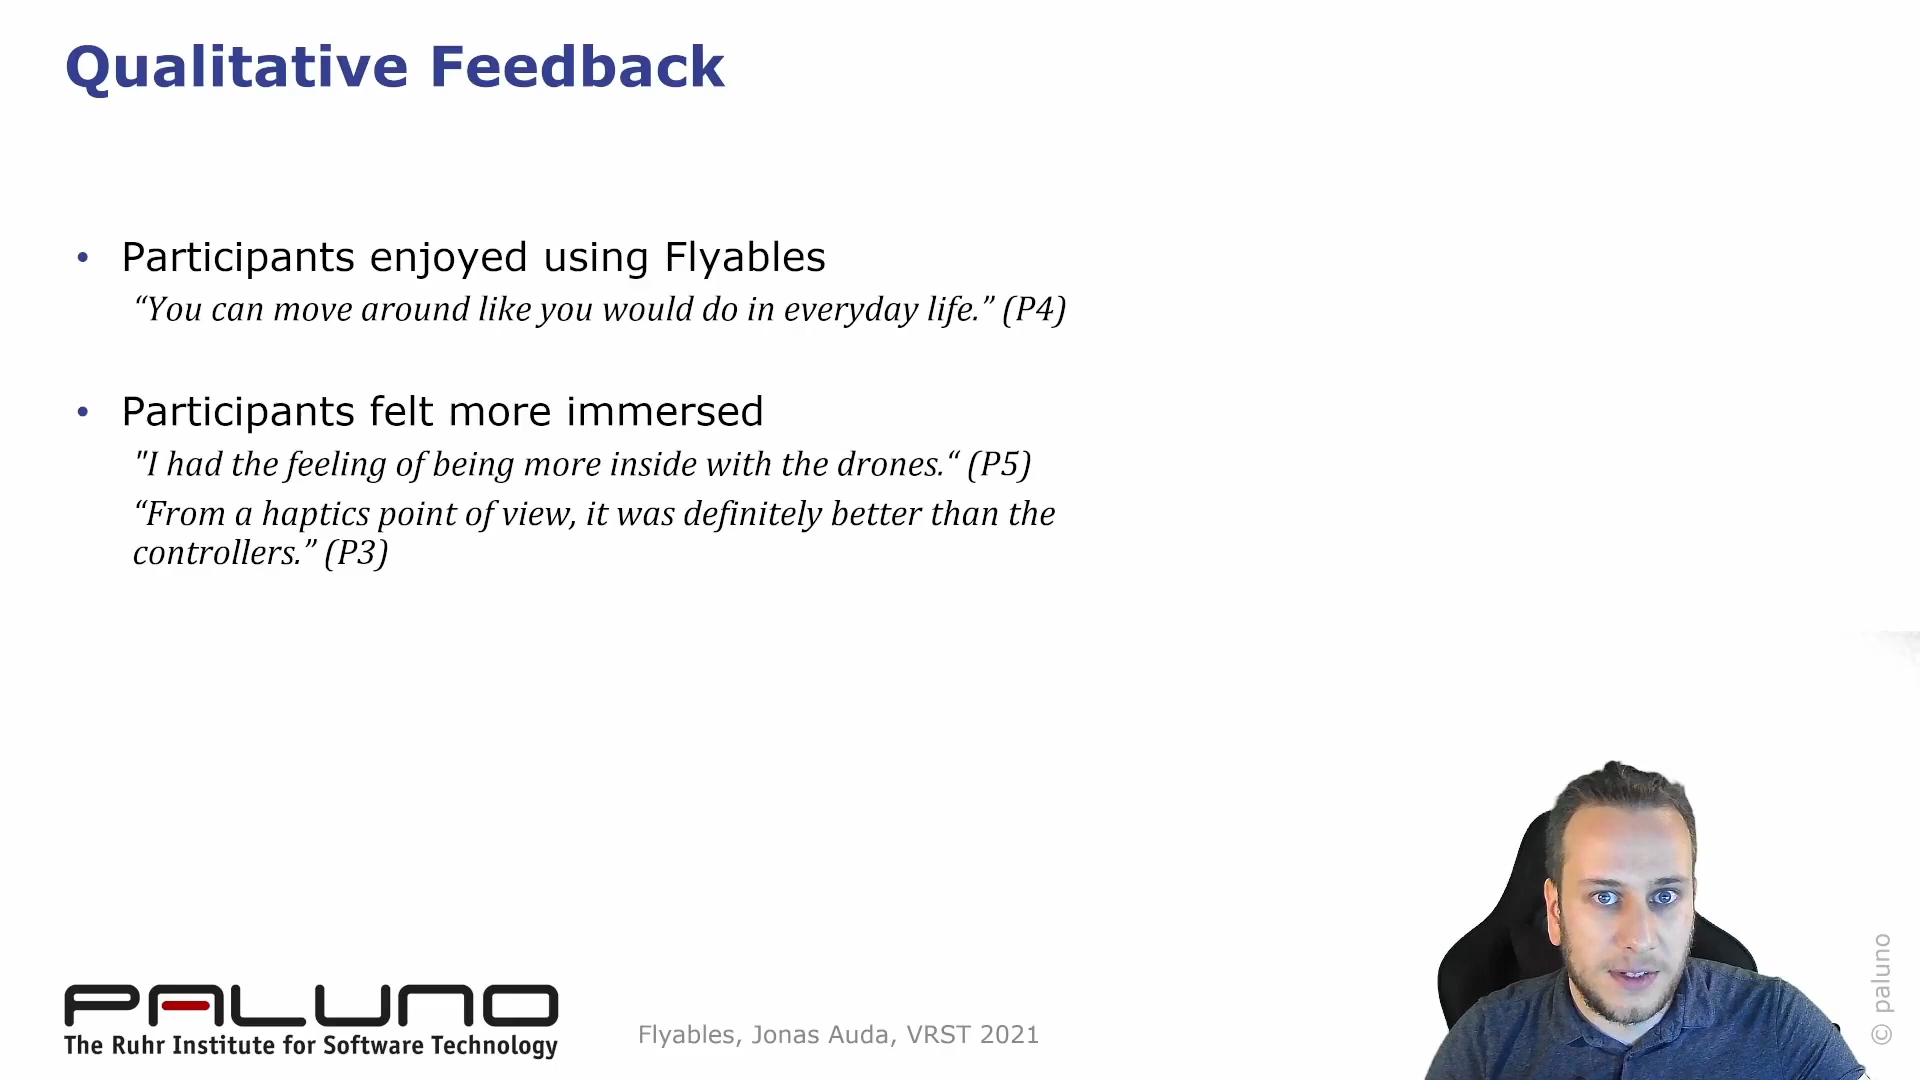 Qualitative Feedback
• Participants enjoyed using Flyables
“You can move around like you would do in everyday life.” (P4)
• Participants felt more immersed
"I had the feeling of being more inside with the drones.“ (P5)
“From a haptics point of view, it was definitely better than the
controllers.” (P3)
PALUNO
The Ruhr Institute for Software Technology
Flyables, Jonas Auda, VRST 2021
© paluno